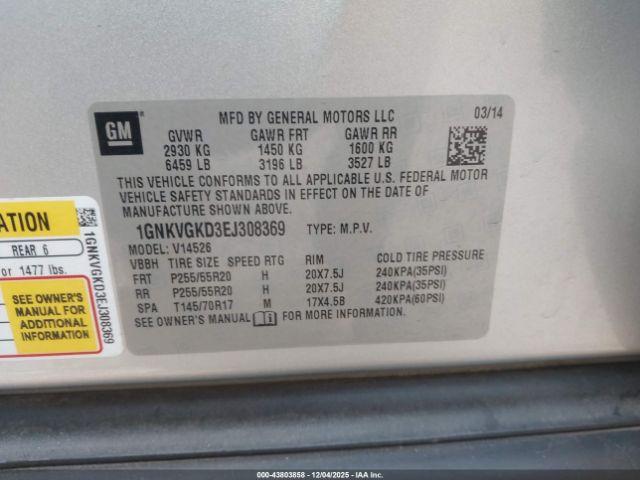 GM
MFD BY GENERAL MOTORS LLC 03/14
GVWR GAWR FRT GAWR RR
2930 KG 1450 KG 1600 KG
6459 LB 3196 LB 3527 LB
THIS VEHICLE CONFORMS TO ALL APPLICABLE U.S. FEDERAL MOTOR
VEHICLE SAFETY STANDARDS IN EFFECT ON THE DATE OF
MANUFACTURE SHOWN ABOVE.
1GNKVGKD3EJ308369 TYPE: M.P.V.
MODEL: V14526
VBBH TIRE SIZE SPEED RTG RIM COLD TIRE PRESSURE
FRT P255/55R20 H 20X7.5J 240KPA(35PSI)
RR P255/55R20 H 20X7.5J 240KPA(35PSI)
SPA T145/70R17 M 17X4.5B 420KPA(60PSI)
SEE OWNER'S MANUAL FOR MORE INFORMATION.
ATION
REAR 6
or 1477 lbs.
SEE OWNER'S
MANUAL FOR
ADDITIONAL
INFORMATION
1GNKVGKD3EJ308369
000-43803858 - 12/04/2025 - IAA Inc.